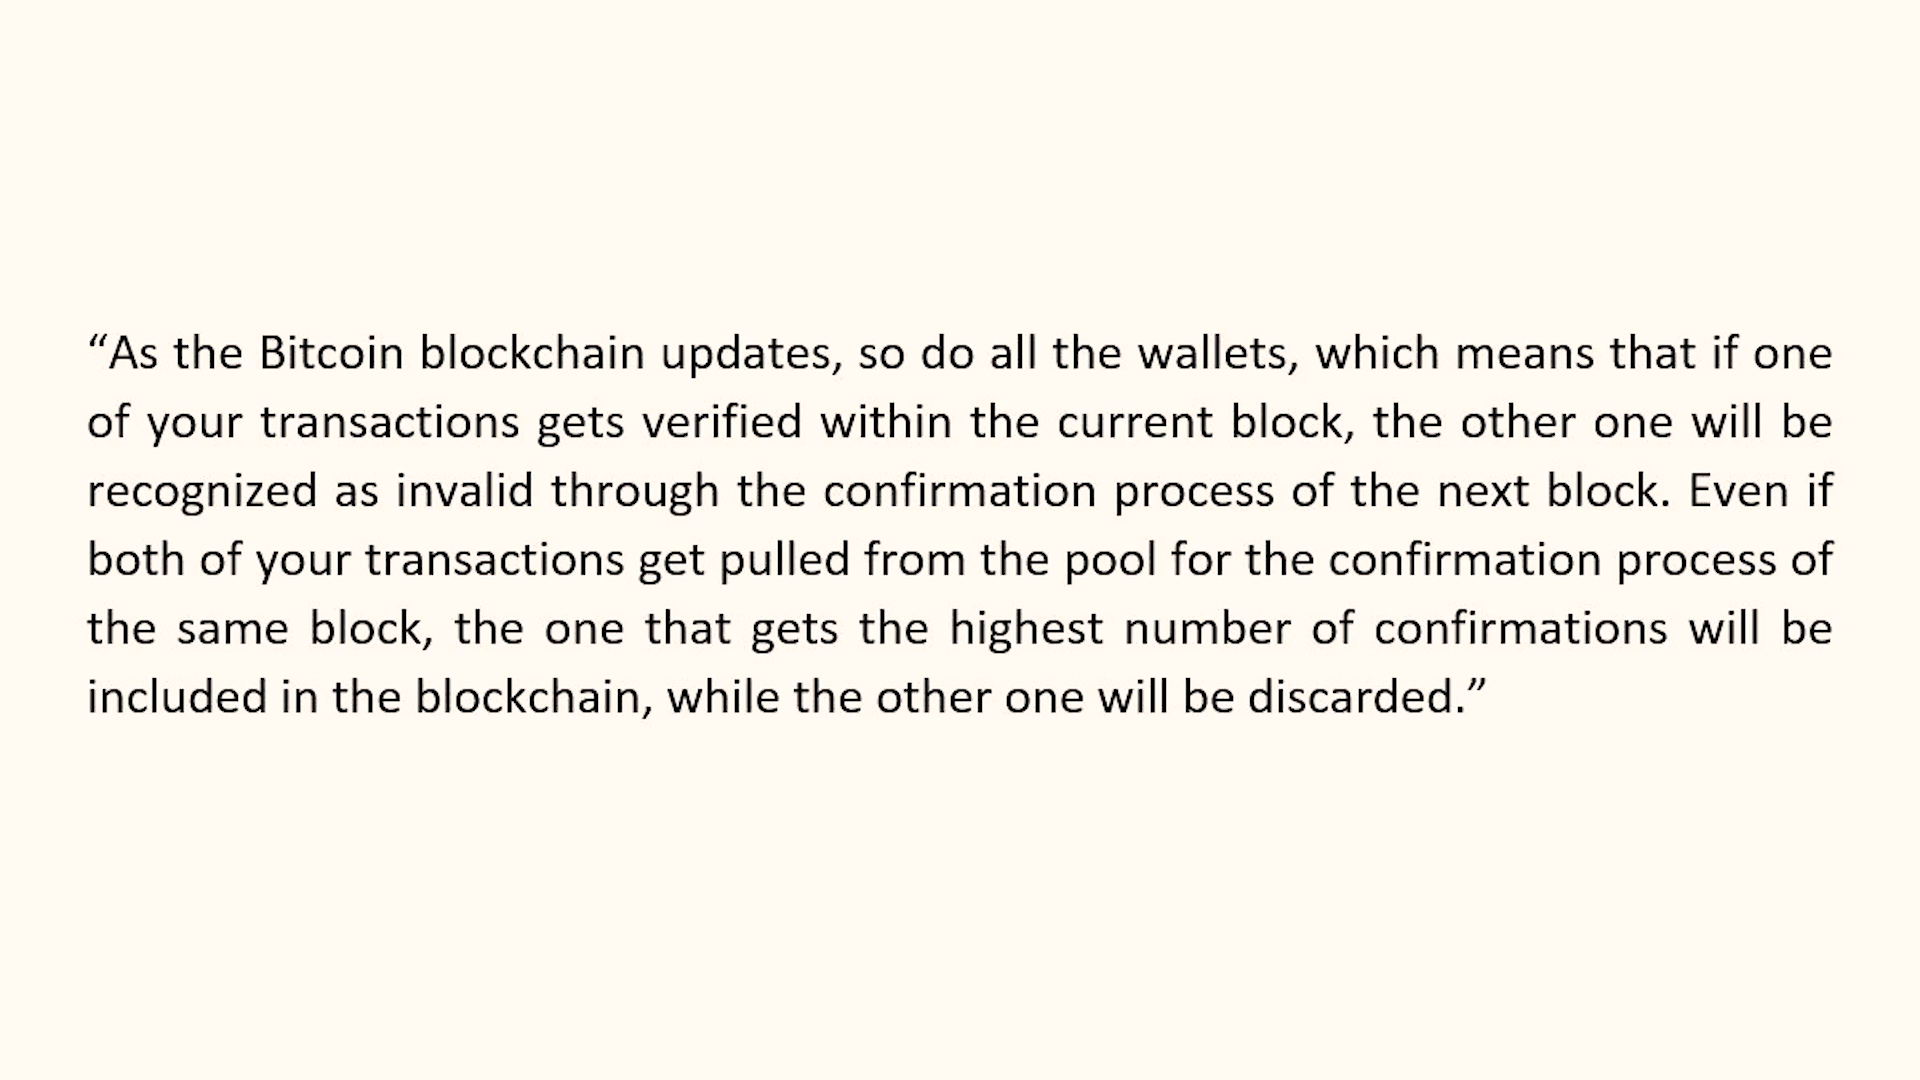 “As the Bitcoin blockchain updates, so do all the wallets, which means that if one
of your transactions gets verified within the current block, the other one will be
recognized as invalid through the confirmation process of the next block. Even if
both of your transactions get pulled from the pool for the confirmation process of
the same block, the one that gets the highest number of confirmations will be
included in the blockchain, while the other one will be discarded.”